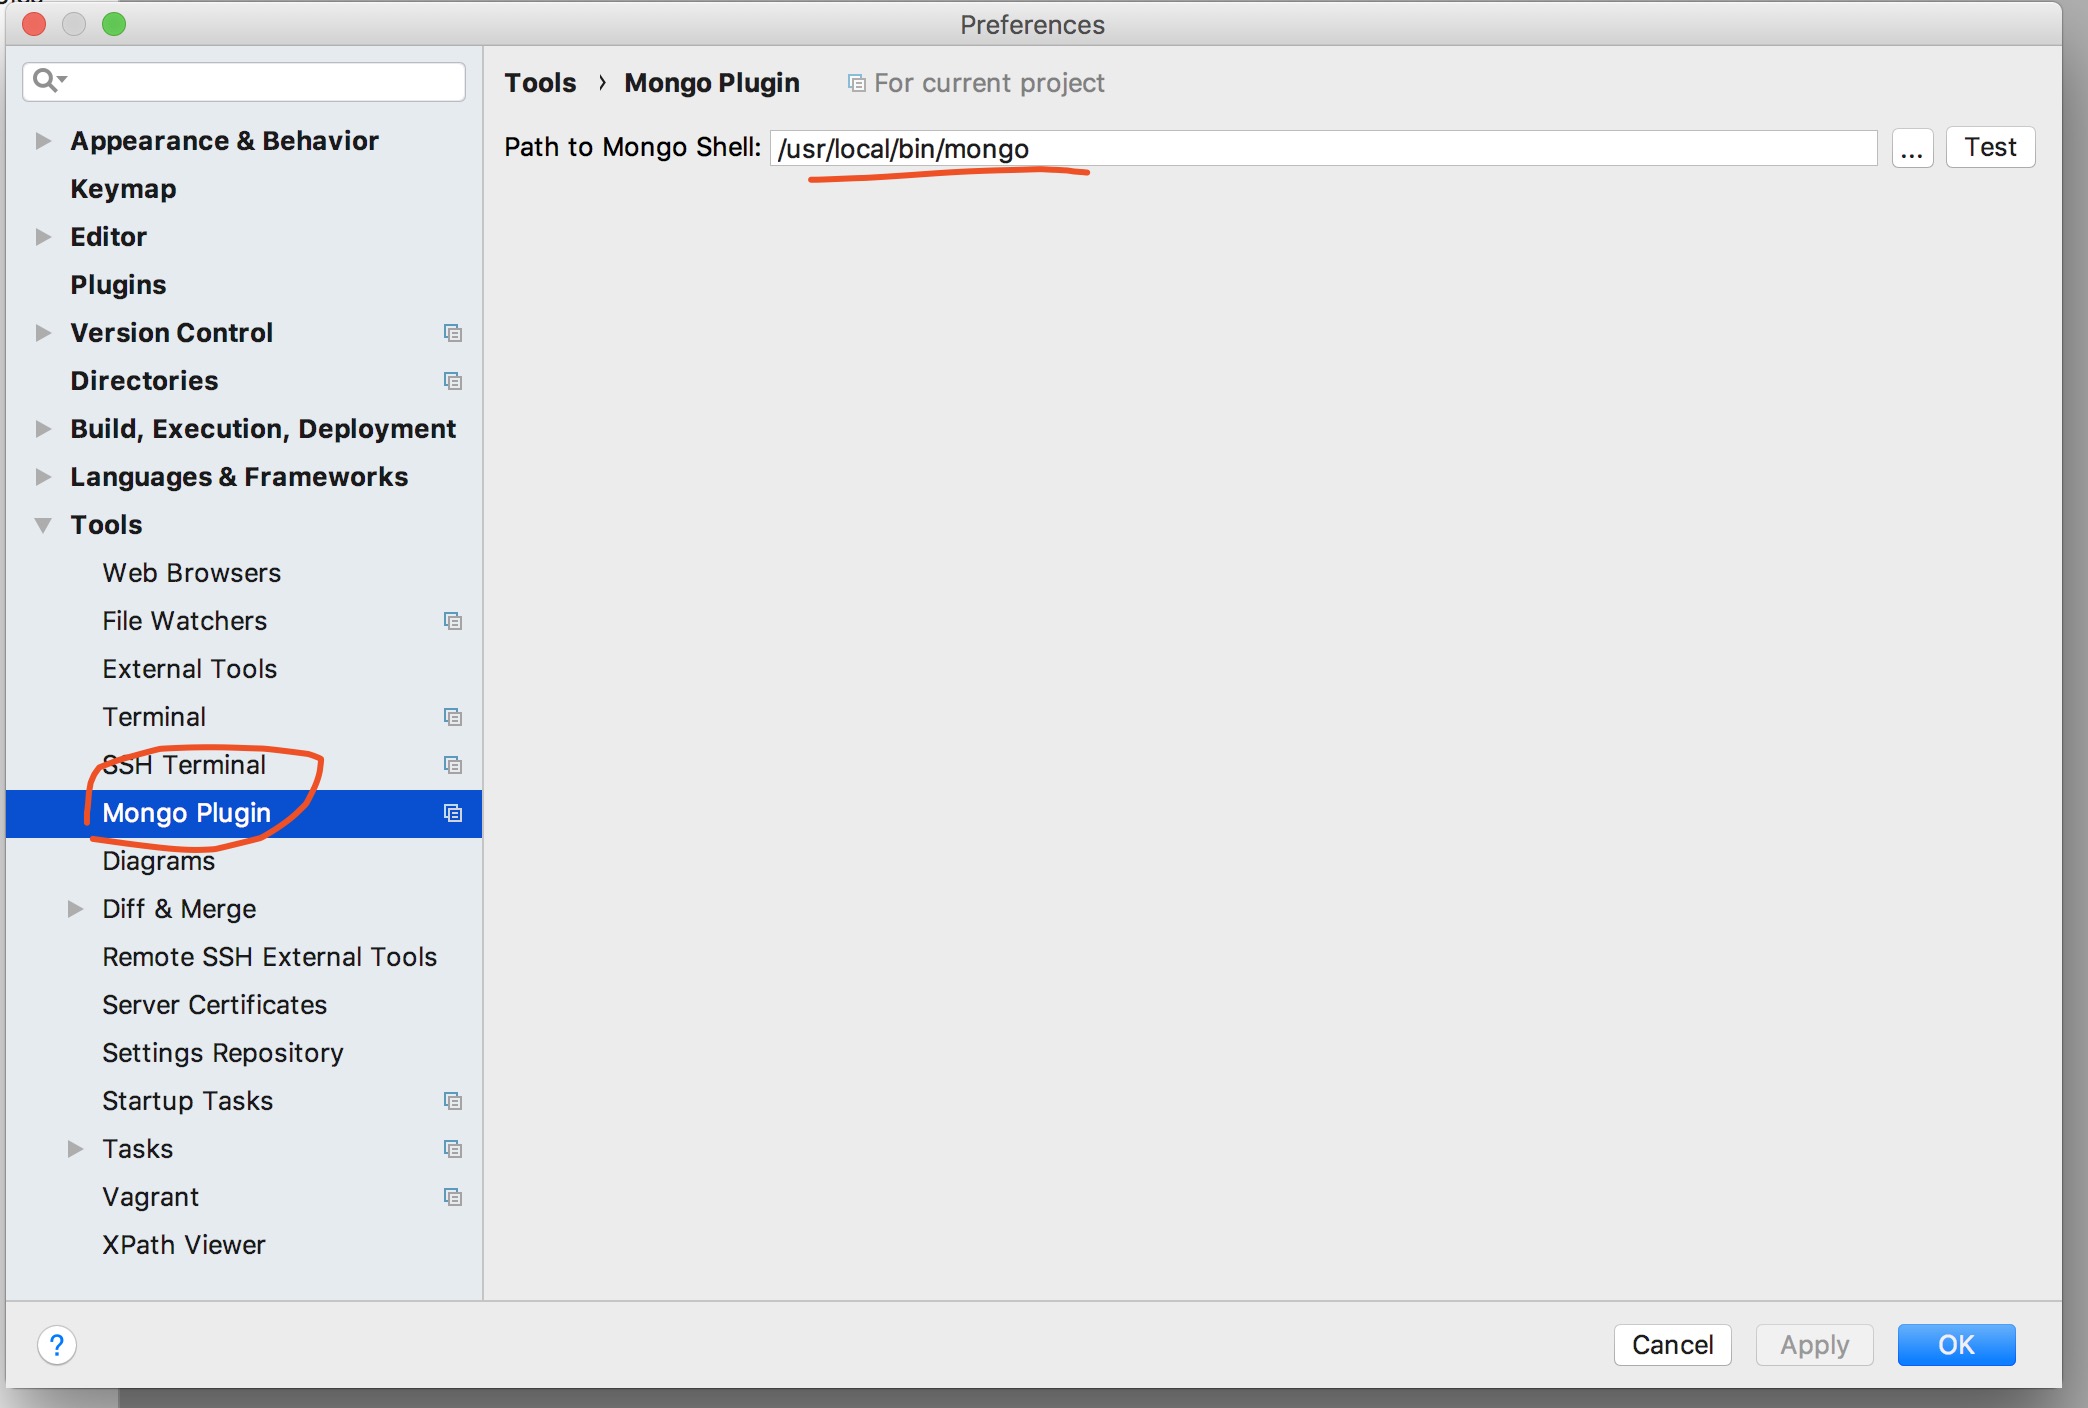 Preferences
Tools › Mongo Plugin For current project
Path to Mongo Shell: /usr/local/bin/mongo ... Test
Appearance & Behavior
Keymap
Editor
Plugins
Version Control
Directories
Build, Execution, Deployment
Languages & Frameworks
Tools
Web Browsers
File Watchers
External Tools
Terminal
SSH Terminal
Mongo Plugin
Diagrams
Diff & Merge
Remote SSH External Tools
Server Certificates
Settings Repository
Startup Tasks
Tasks
Vagrant
XPath Viewer
? Cancel Apply OK